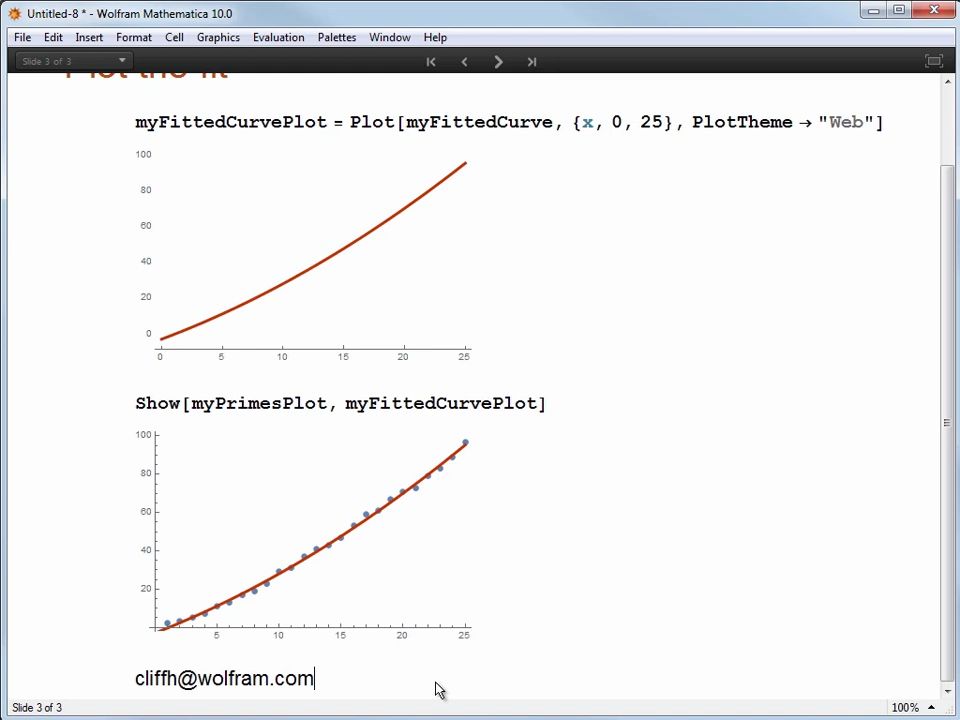 Untitled-8 * - Wolfram Mathematica 10.0
File Edit Insert Format Cell Graphics Evaluation Palettes Window Help
Slide 3 of 3
Plot the fit
myFittedCurvePlot = Plot[myFittedCurve, {x, 0, 25}, PlotTheme → "Web"]
100
80
60
40
20
0
0 5 10 15 20 25
Show[myPrimesPlot, myFittedCurvePlot]
100
80
60
40
20
5 10 15 20 25
cliffh@wolfram.com
Slide 3 of 3 100%